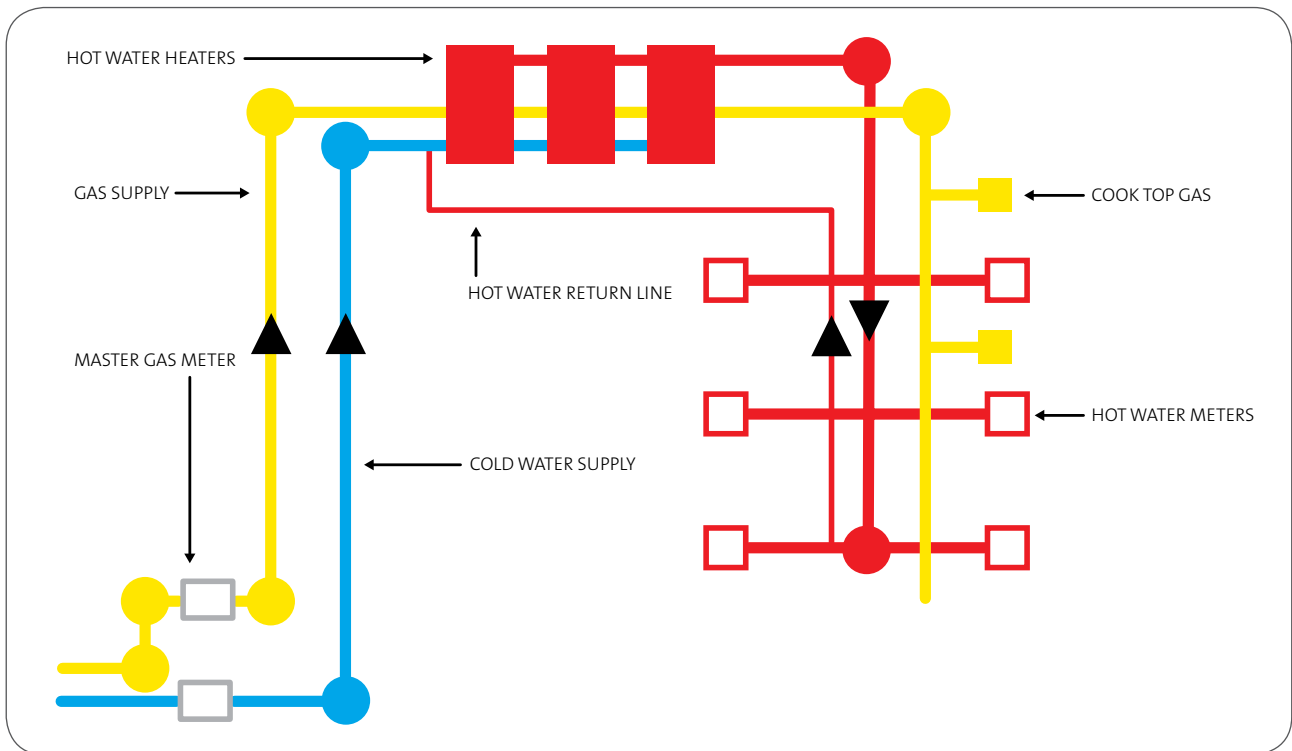 HOT WATER HEATERS
GAS SUPPLY
COOK TOP GAS
HOT WATER RETURN LINE
MASTER GAS METER
HOT WATER METERS
COLD WATER SUPPLY